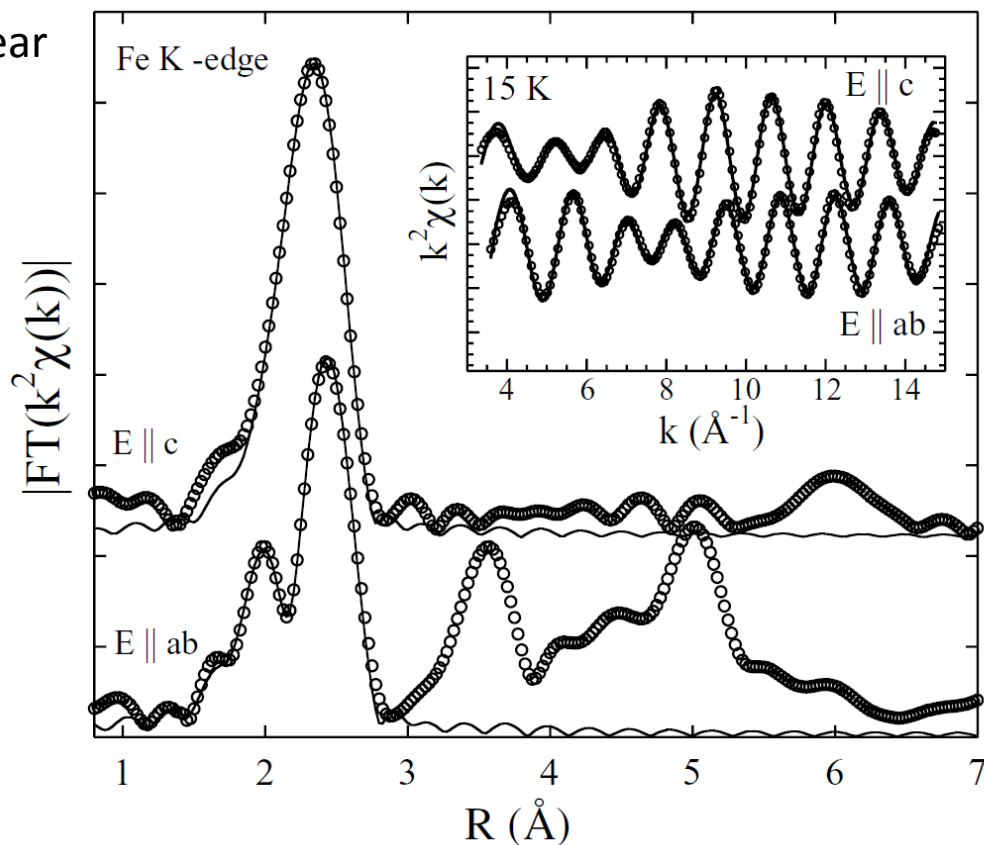 ear
Fe K -edge
15 K
E || c
k²χ(k)
E || ab
4 6 8 10 12 14
k (Å⁻¹)
|FT(k²χ(k))|
E || c
E || ab
1 2 3 4 5 6 7
R (Å)